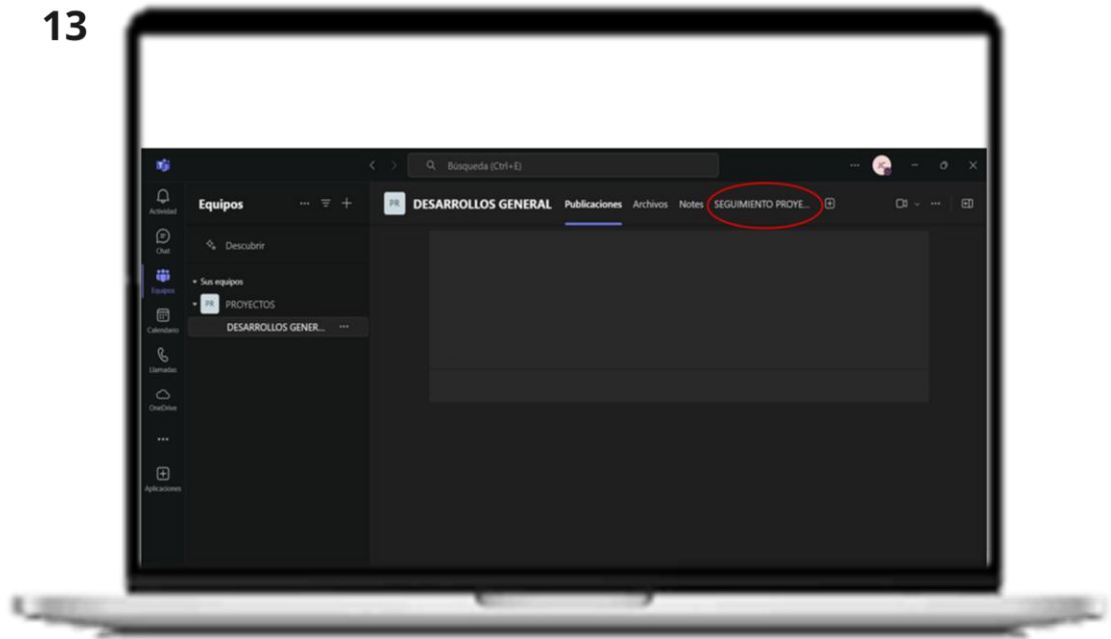 13
Búsqueda (Ctrl+E)
Actividad
Chat
Equipos
Calendario
Llamadas
OneDrive
Aplicaciones
Equipos
Descubrir
Sus equipos
PR PROYECTOS
DESARROLLOS GENER...
PR DESARROLLOS GENERAL Publicaciones Archivos Notes SEGUIMIENTO PROYE...